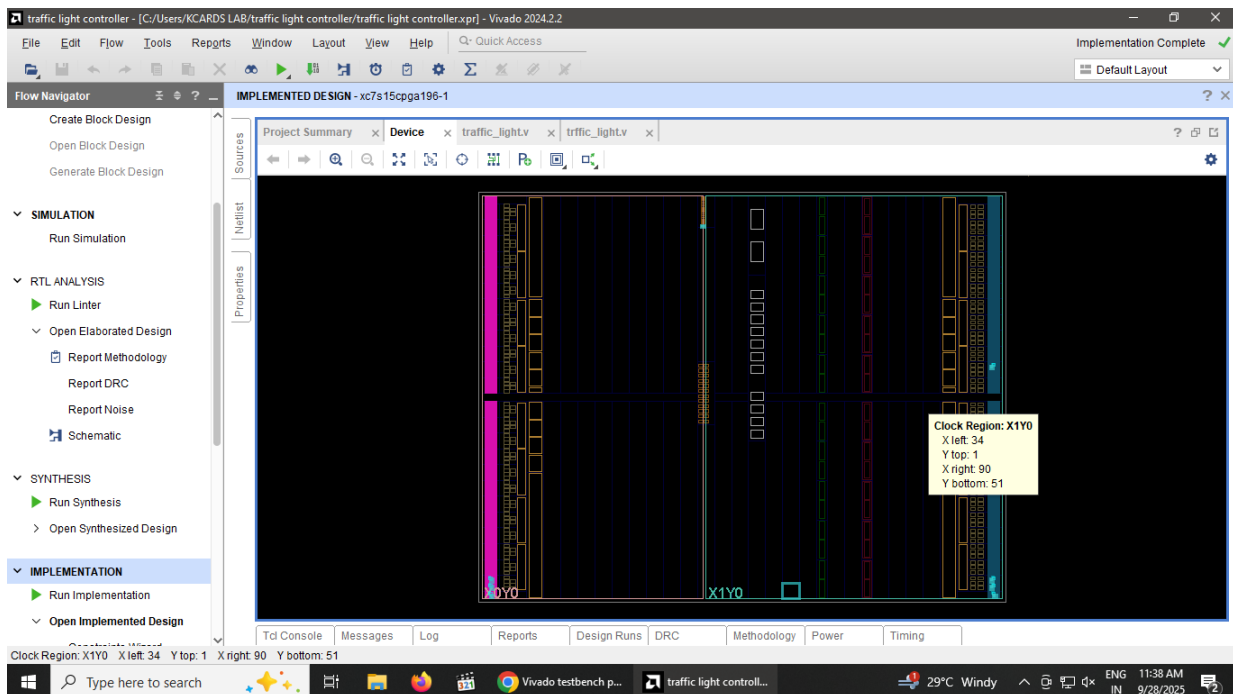 traffic light controller - [C:/Users/KCARDS LAB/traffic light controller/traffic light controller.xpr] - Vivado 2024.2.2
File Edit Flow Tools Reports Window Layout View Help Q- Quick Access Implementation Complete
Default Layout
Flow Navigator
IMPLEMENTED DESIGN - xc7s15cpga196-1
Create Block Design
Open Block Design
Generate Block Design
SIMULATION
Run Simulation
RTL ANALYSIS
Run Linter
Open Elaborated Design
Report Methodology
Report DRC
Report Noise
Schematic
SYNTHESIS
Run Synthesis
Open Synthesized Design
IMPLEMENTATION
Run Implementation
Open Implemented Design
Sources
Netlist
Properties
Project Summary Device traffic_light.v trffic_light.v
Clock Region: X1Y0
X left: 34
Y top: 1
X right: 90
Y bottom: 51
X0Y0 X1Y0
Tcl Console Messages Log Reports Design Runs DRC Methodology Power Timing
Clock Region: X1Y0 X left: 34 Y top: 1 X right: 90 Y bottom: 51
Type here to search Vivado testbench p... traffic light controll... 29°C Windy ENG 11:38 AM
IN 9/28/2025